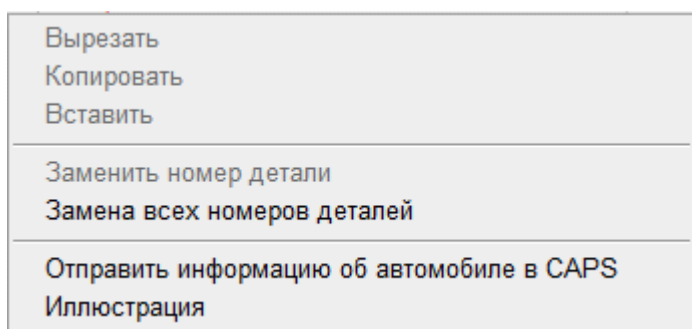 Вырезать
Копировать
Вставить
Заменить номер детали
Замена всех номеров деталей
Отправить информацию об автомобиле в CAPS
Иллюстрация